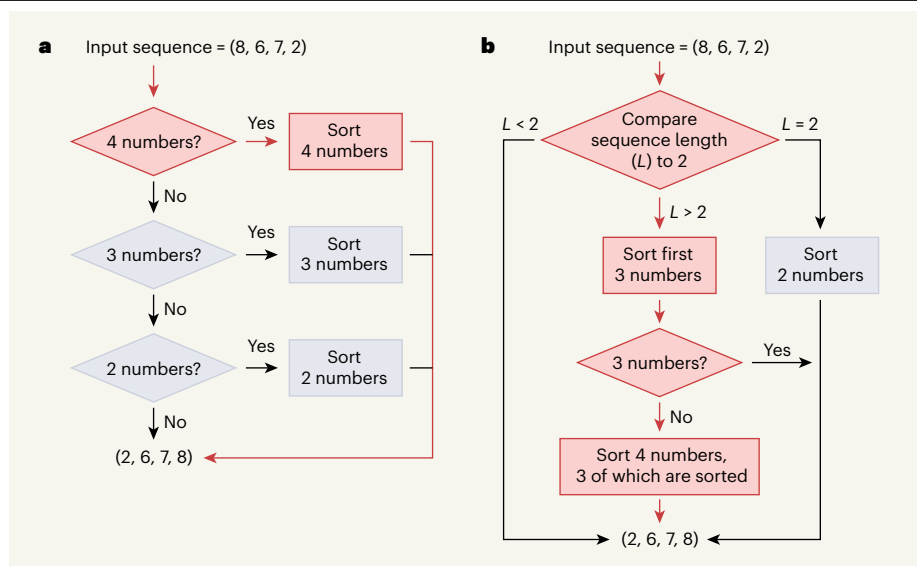 a
Input sequence = (8, 6, 7, 2)
4 numbers?
Yes
Sort
4 numbers
No
3 numbers?
Yes
Sort
3 numbers
No
2 numbers?
Yes
Sort
2 numbers
No
(2, 6, 7, 8)
b
Input sequence = (8, 6, 7, 2)
Compare
sequence length
(L) to 2
L < 2
L = 2
L > 2
Sort first
3 numbers
Sort
2 numbers
3 numbers?
Yes
No
Sort 4 numbers,
3 of which are sorted
(2, 6, 7, 8)